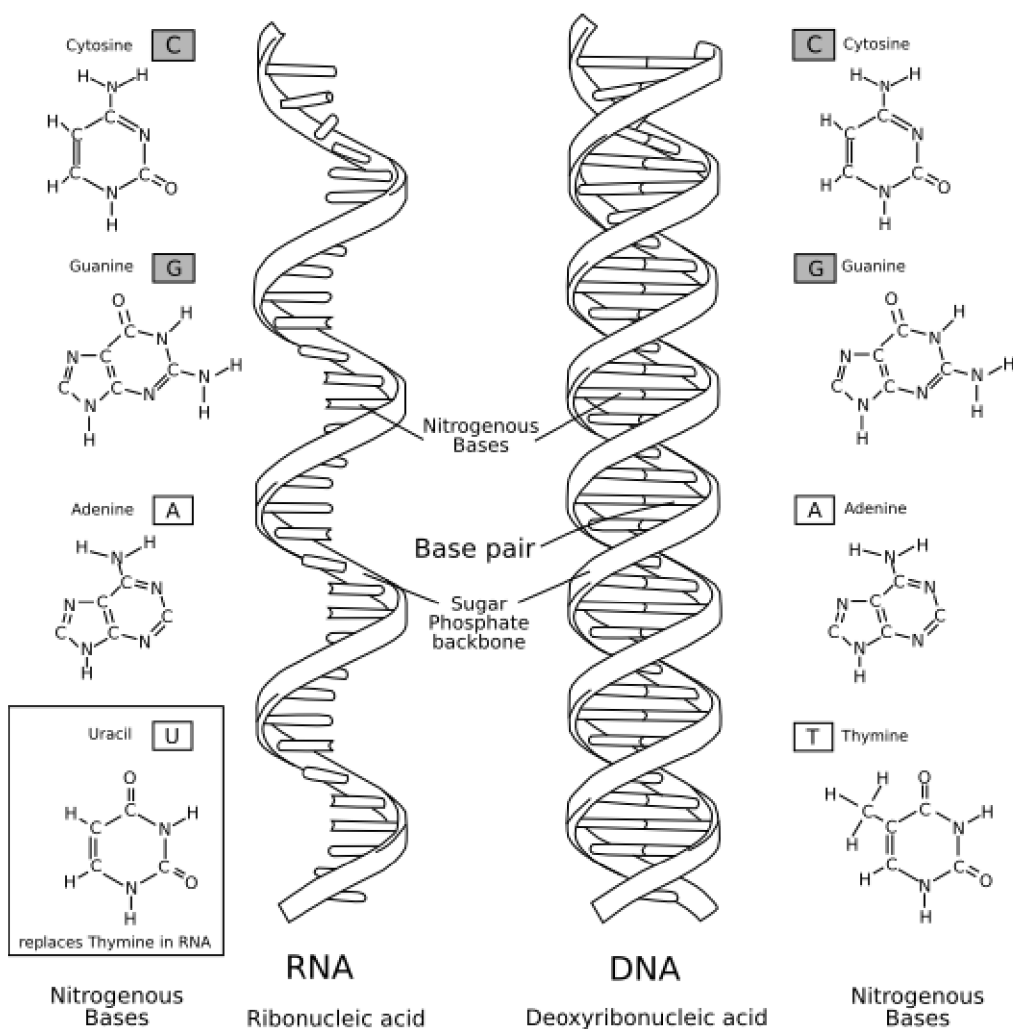 Cytosine C
H H
N
H C
C N
C C
H N O
H
Guanine G
O
H
C N
N C
C C C H
N N N
H H
Adenine A
H H
N
C N
N C
C C C
N N
H
Uracil U
O
H C H
C N
C C
H N O
H
replaces Thymine in RNA
Nitrogenous
Bases
Nitrogenous
Bases
Base pair
Sugar
Phosphate
backbone
RNA
Ribonucleic acid
DNA
Deoxyribonucleic acid
C Cytosine
H H
N
H C
C N
C C
H N O
H
G Guanine
O
H
C N
N C
C C C H
N N N
H H
A Adenine
H H
N
C N
N C
C C C
N N
H
T Thymine
H O
H C C H
H C N
C C
H N O
H
Nitrogenous
Bases